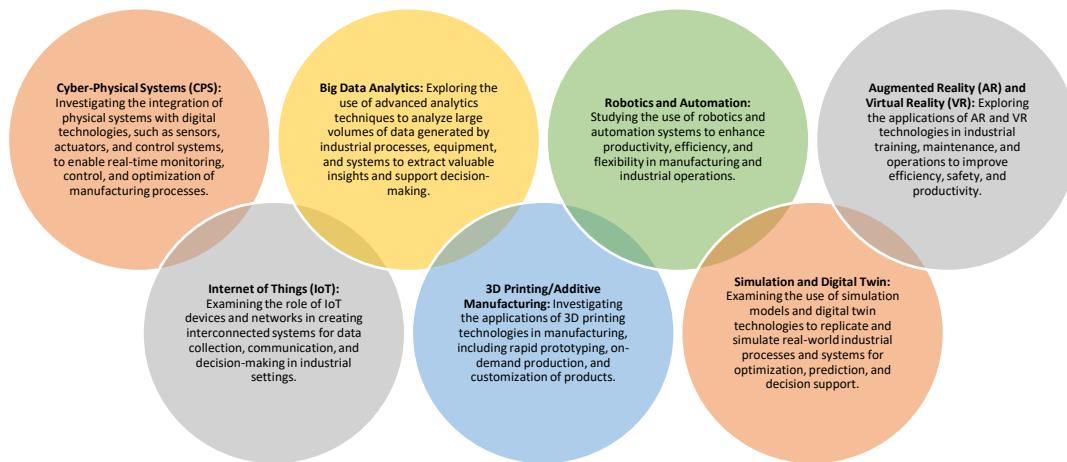 Cyber-Physical Systems (CPS):
Investigating the integration of
physical systems with digital
technologies, such as sensors,
actuators, and control systems,
to enable real-time monitoring,
control, and optimization of
manufacturing processes.
Internet of Things (IoT):
Examining the role of IoT
devices and networks in creating
interconnected systems for data
collection, communication, and
decision-making in industrial
settings.
Big Data Analytics: Exploring the
use of advanced analytics
techniques to analyze large
volumes of data generated by
industrial processes, equipment,
and systems to extract valuable
insights and support decision-
making.
3D Printing/Additive
Manufacturing: Investigating
the applications of 3D printing
technologies in manufacturing,
including rapid prototyping, on-
demand production, and
customization of products.
Robotics and Automation:
Studying the use of robotics and
automation systems to enhance
productivity, efficiency, and
flexibility in manufacturing and
industrial operations.
Simulation and Digital Twin:
Examining the use of simulation
models and digital twin
technologies to replicate and
simulate real-world industrial
processes and systems for
optimization, prediction, and
decision support.
Augmented Reality (AR) and
Virtual Reality (VR): Exploring
the applications of AR and VR
technologies in industrial
training, maintenance, and
operations to improve
efficiency, safety, and
productivity.